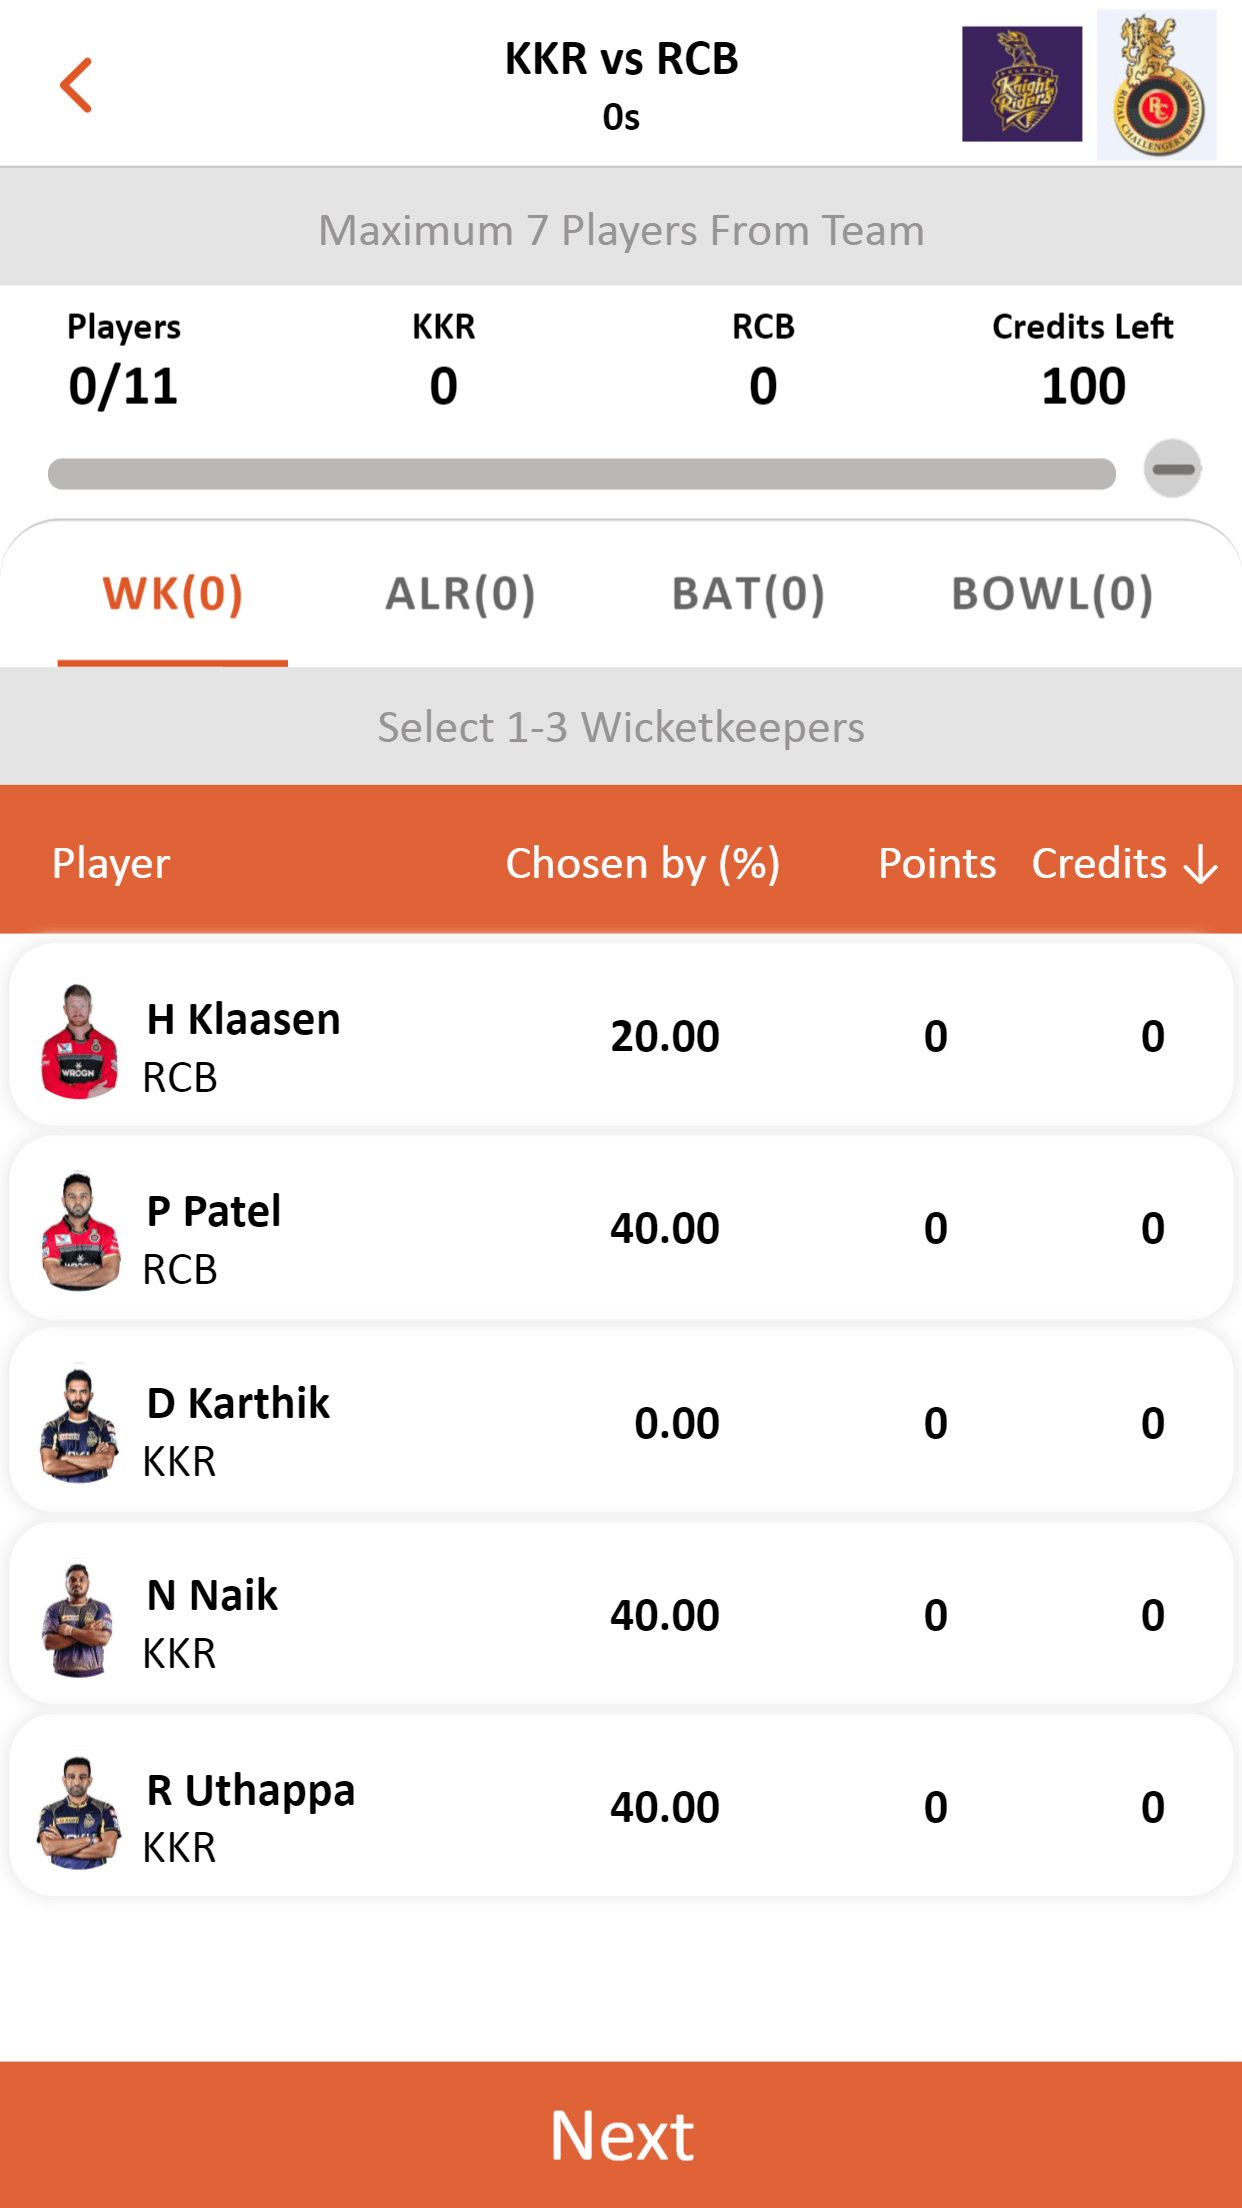 KKR vs RCB
0s
Knight
Riders
RC
ROYAL CHALLENGERS BANGALORE
Maximum 7 Players From Team
Players KKR RCB Credits Left
0/11 0 0 100
WK(0) ALR(0) BAT(0) BOWL(0)
Select 1-3 Wicketkeepers
Player Chosen by (%) Points Credits ↓
H Klaasen 20.00 0 0
RCB
WROGN
P Patel 40.00 0 0
RCB
D Karthik 0.00 0 0
KKR
N Naik 40.00 0 0
KKR
R Uthappa 40.00 0 0
KKR
Next